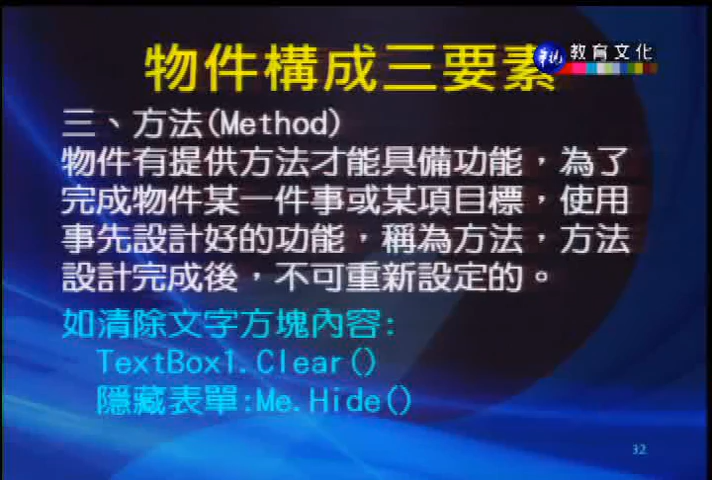 物件構成三要素
華視 教育文化
三、方法(Method)
物件有提供方法才能具備功能，為了
完成物件某一件事或某項目標，使用
事先設計好的功能，稱為方法，方法
設計完成後，不可重新設定的。
如清除文字方塊內容:
TextBox1.Clear()
隱藏表單:Me.Hide()
32